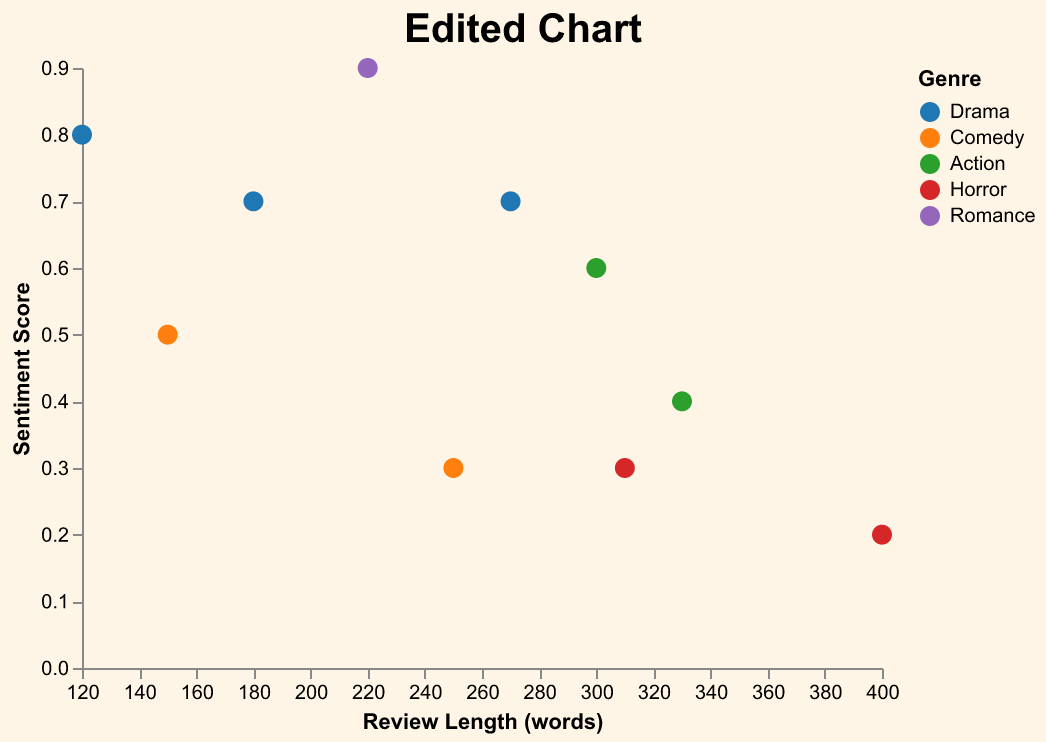 Edited Chart
0.9
0.8
0.7
0.6
0.5
0.4
0.3
0.2
0.1
0.0
Sentiment Score
120 140 160 180 200 220 240 260 280 300 320 340 360 380 400
Review Length (words)
Genre
Drama
Comedy
Action
Horror
Romance